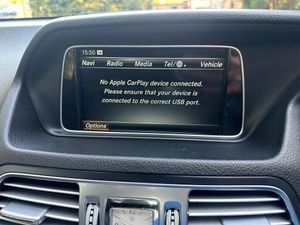 15:50
Navi Radio Media Tel/ Vehicle
No Apple CarPlay device connected.
Please ensure that your device is
connected to the correct USB port.
Options